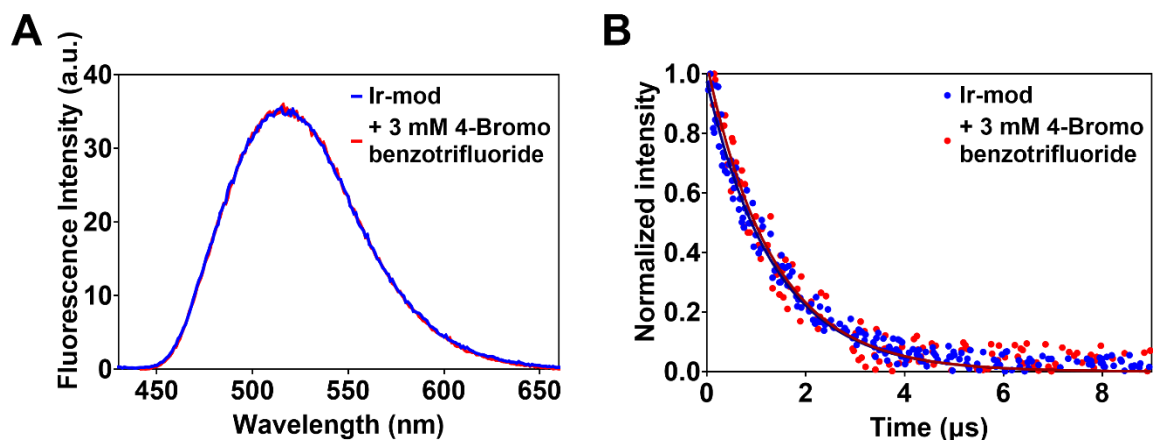 A
Fluorescence Intensity (a.u.)
40
30
20
10
0
450
500
550
600
650
Wavelength (nm)
Ir-mod
+ 3 mM 4-Bromo
benzotrifluoride
B
Normalized intensity
1.0
0.8
0.6
0.4
0.2
0.0
0
2
4
6
8
Time (µs)
Ir-mod
+ 3 mM 4-Bromo
benzotrifluoride